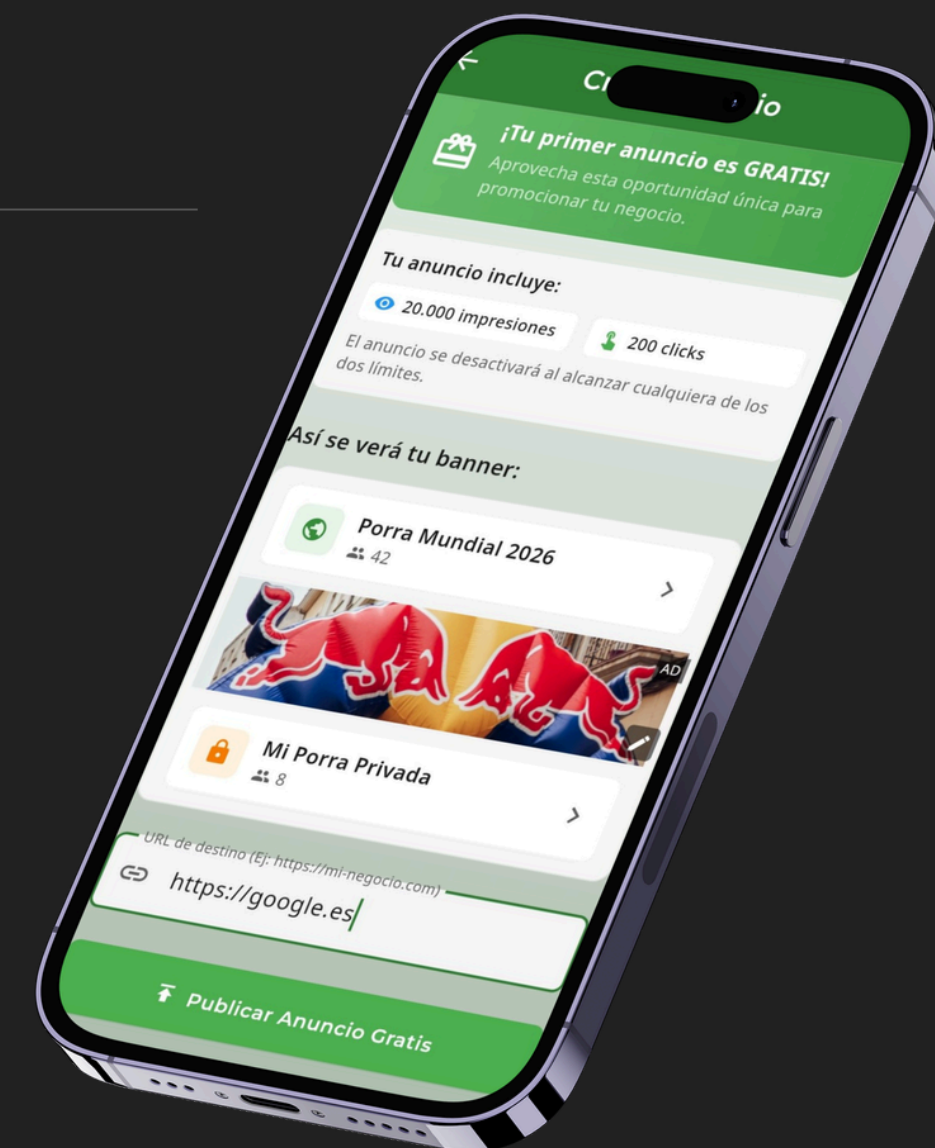 ¡Tu primer anuncio es GRATIS!
Aprovecha esta oportunidad única para
promocionar tu negocio.
Tu anuncio incluye:
20.000 impresiones
200 clicks
El anuncio se desactivará al alcanzar cualquiera de los
dos límites.
Así se verá tu banner:
Porra Mundial 2026
42
AD
Mi Porra Privada
8
URL de destino (Ej: https://mi-negocio.com)
https://google.es
Publicar Anuncio Gratis